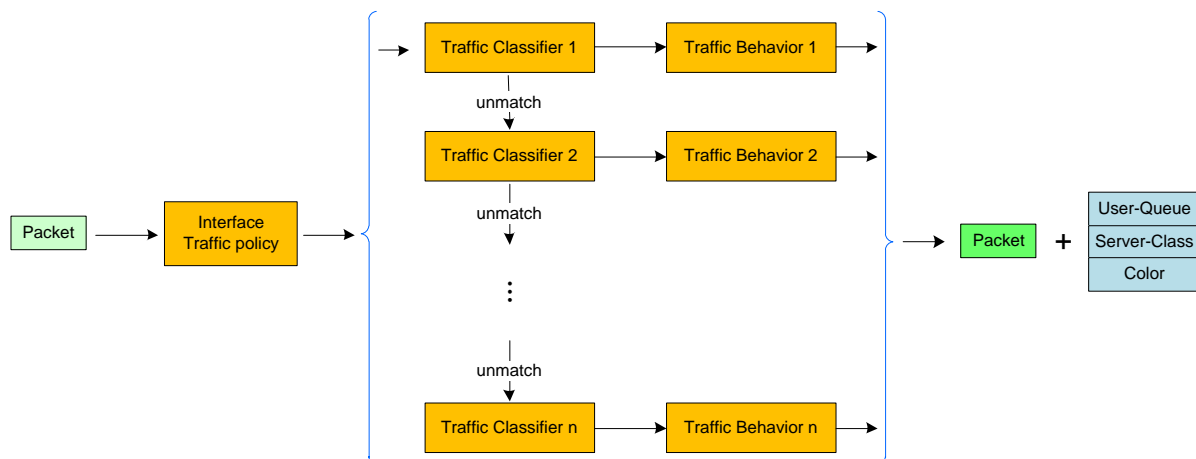 Traffic Classifier 1
Traffic Behavior 1
unmatch
Traffic Classifier 2
Traffic Behavior 2
unmatch
Packet
Interface
Traffic policy
Packet
+
User-Queue
Server-Class
Color
unmatch
Traffic Classifier n
Traffic Behavior n